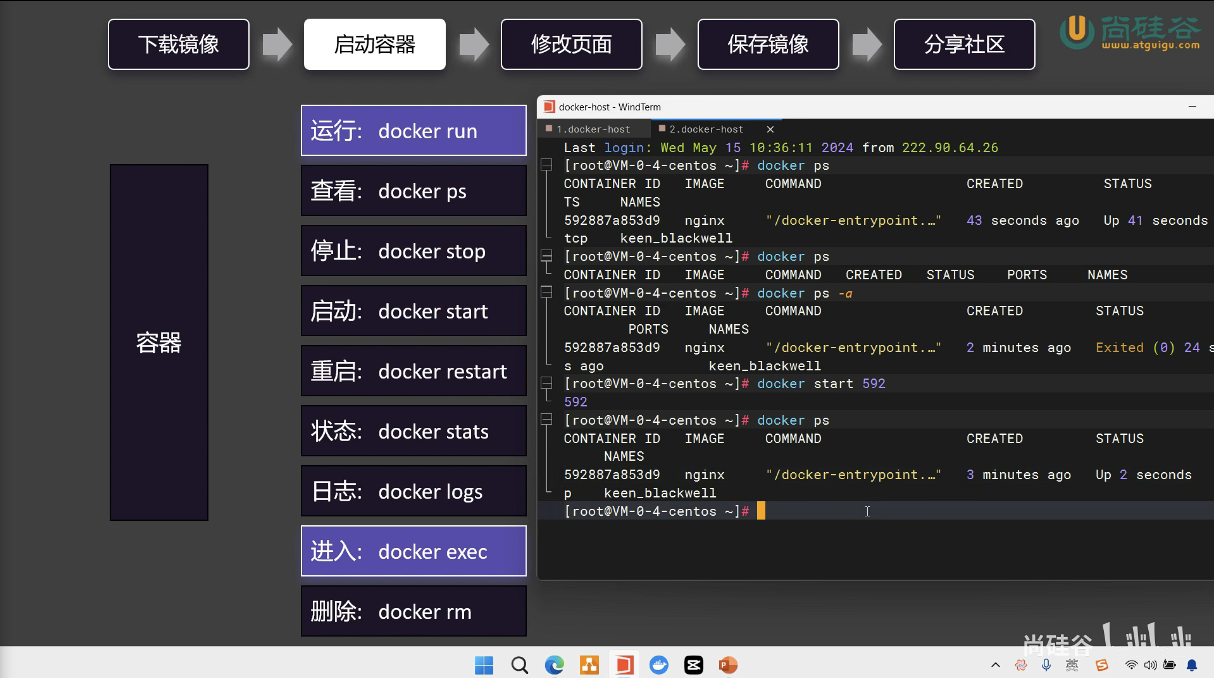 下载镜像
启动容器
修改页面
保存镜像
分享社区
尚硅谷
www.atguigu.com
容器
运行: docker run
查看: docker ps
停止: docker stop
启动: docker start
重启: docker restart
状态: docker stats
日志: docker logs
进入: docker exec
删除: docker rm
docker-host - WindTerm
1.docker-host
2.docker-host
Last login: Wed May 15 10:36:11 2024 from 222.90.64.26
[root@VM-0-4-centos ~]# docker ps
CONTAINER ID IMAGE COMMAND CREATED STATUS
TS NAMES
592887a853d9 nginx "/docker-entrypoint.…" 43 seconds ago Up 41 seconds
tcp keen_blackwell
[root@VM-0-4-centos ~]# docker ps
CONTAINER ID IMAGE COMMAND CREATED STATUS PORTS NAMES
[root@VM-0-4-centos ~]# docker ps -a
CONTAINER ID IMAGE COMMAND CREATED STATUS
PORTS NAMES
592887a853d9 nginx "/docker-entrypoint.…" 2 minutes ago Exited (0) 24 s
s ago keen_blackwell
[root@VM-0-4-centos ~]# docker start 592
592
[root@VM-0-4-centos ~]# docker ps
CONTAINER ID IMAGE COMMAND CREATED STATUS
NAMES
592887a853d9 nginx "/docker-entrypoint.…" 3 minutes ago Up 2 seconds
p keen_blackwell
[root@VM-0-4-centos ~]#
尚硅谷
英